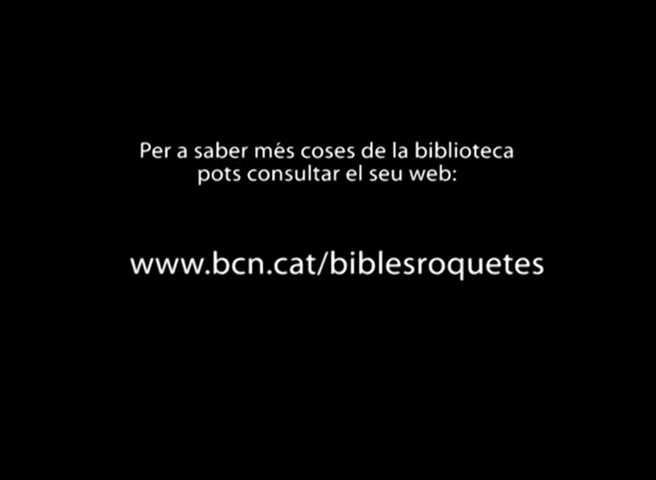 Per a saber més coses de la biblioteca
pots consultar el seu web:
www.bcn.cat/biblesroquetes